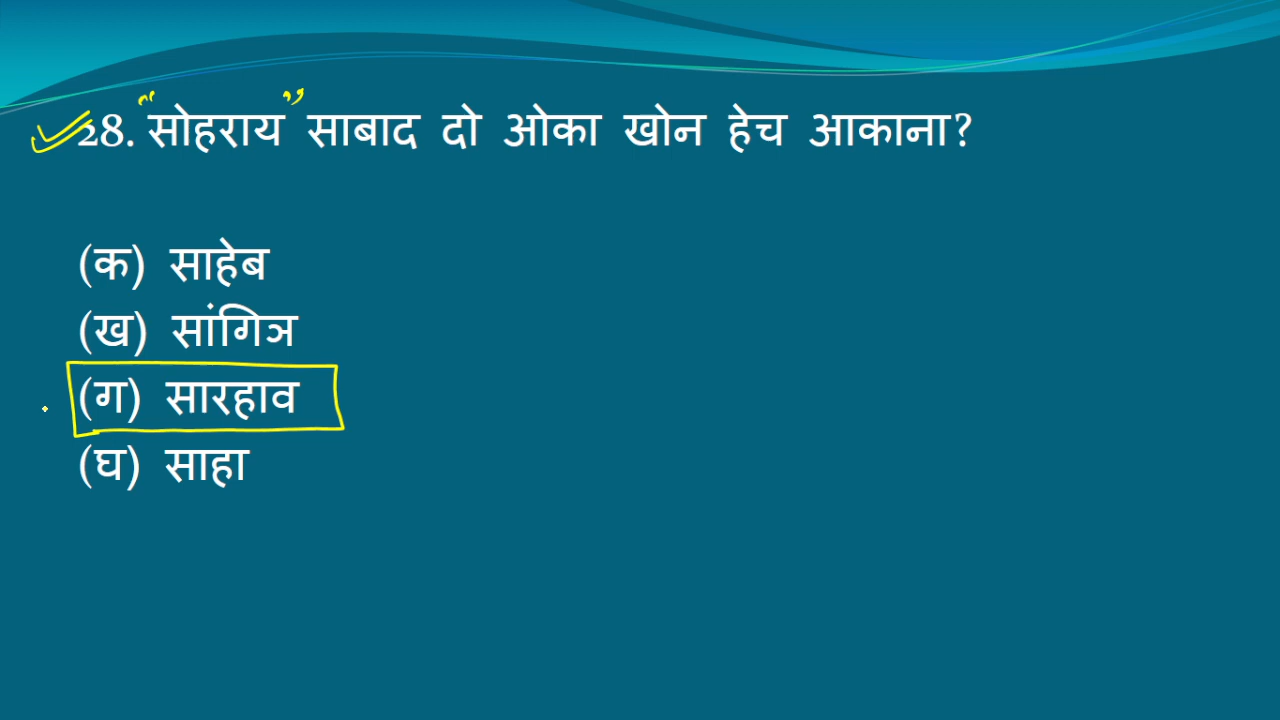 28. "सोहराय" साबाद दो ओका खोन हेच आकाना?
(क) साहेब
(ख) सांगिञ
(ग) सारहाव
(घ) साहा